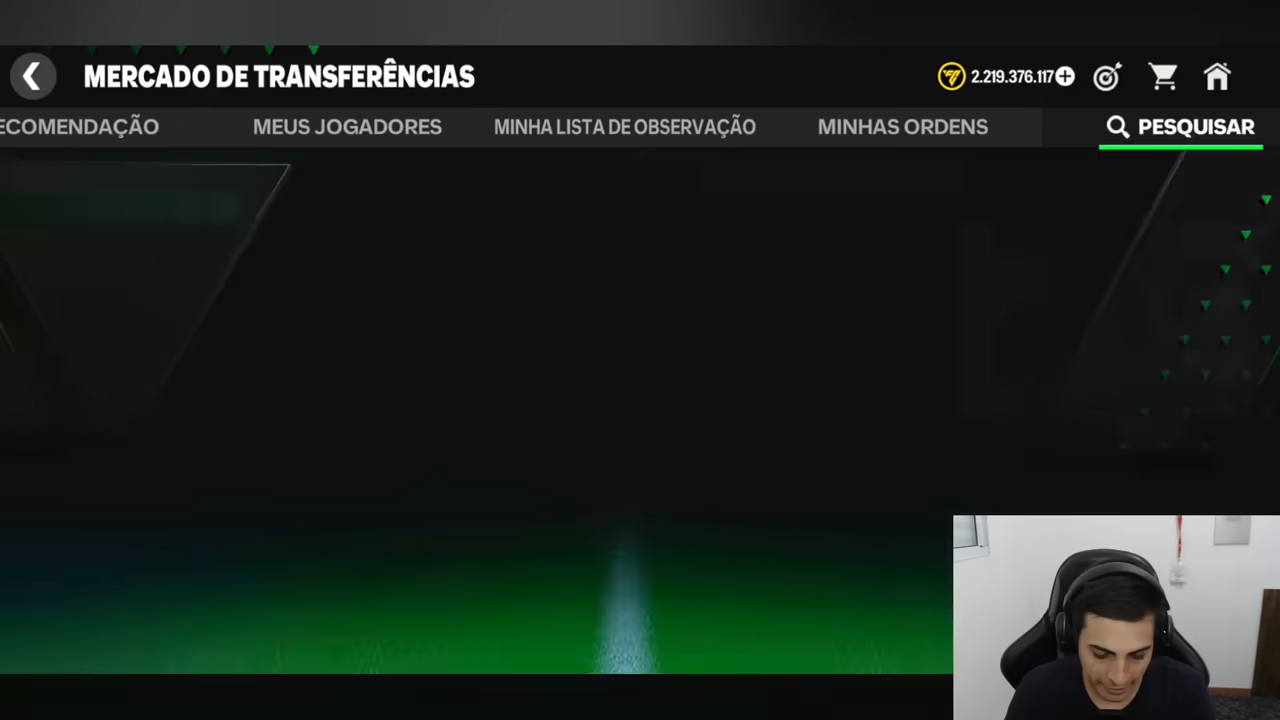 MERCADO DE TRANSFERÊNCIAS
2.219.376.117
ECOMENDAÇÃO MEUS JOGADORES MINHA LISTA DE OBSERVAÇÃO MINHAS ORDENS PESQUISAR